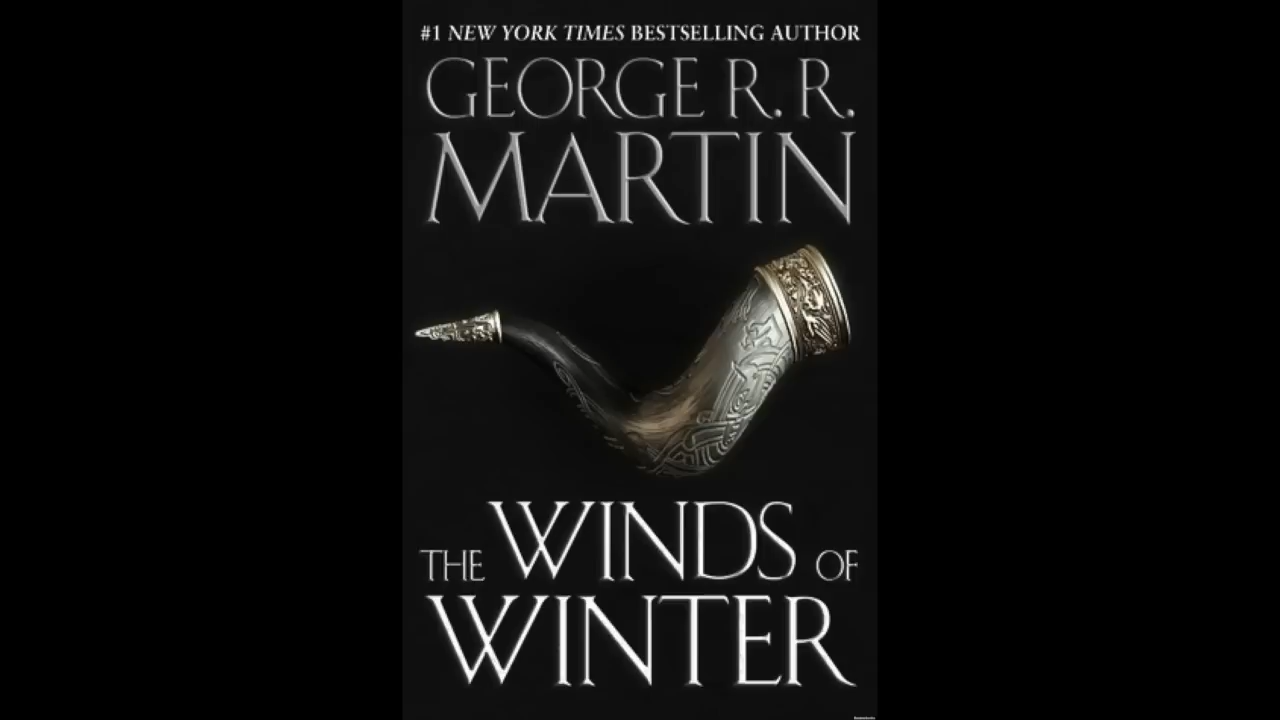 #1 NEW YORK TIMES BESTSELLING AUTHOR
GEORGE R. R.
MARTIN
THE WINDS OF
WINTER